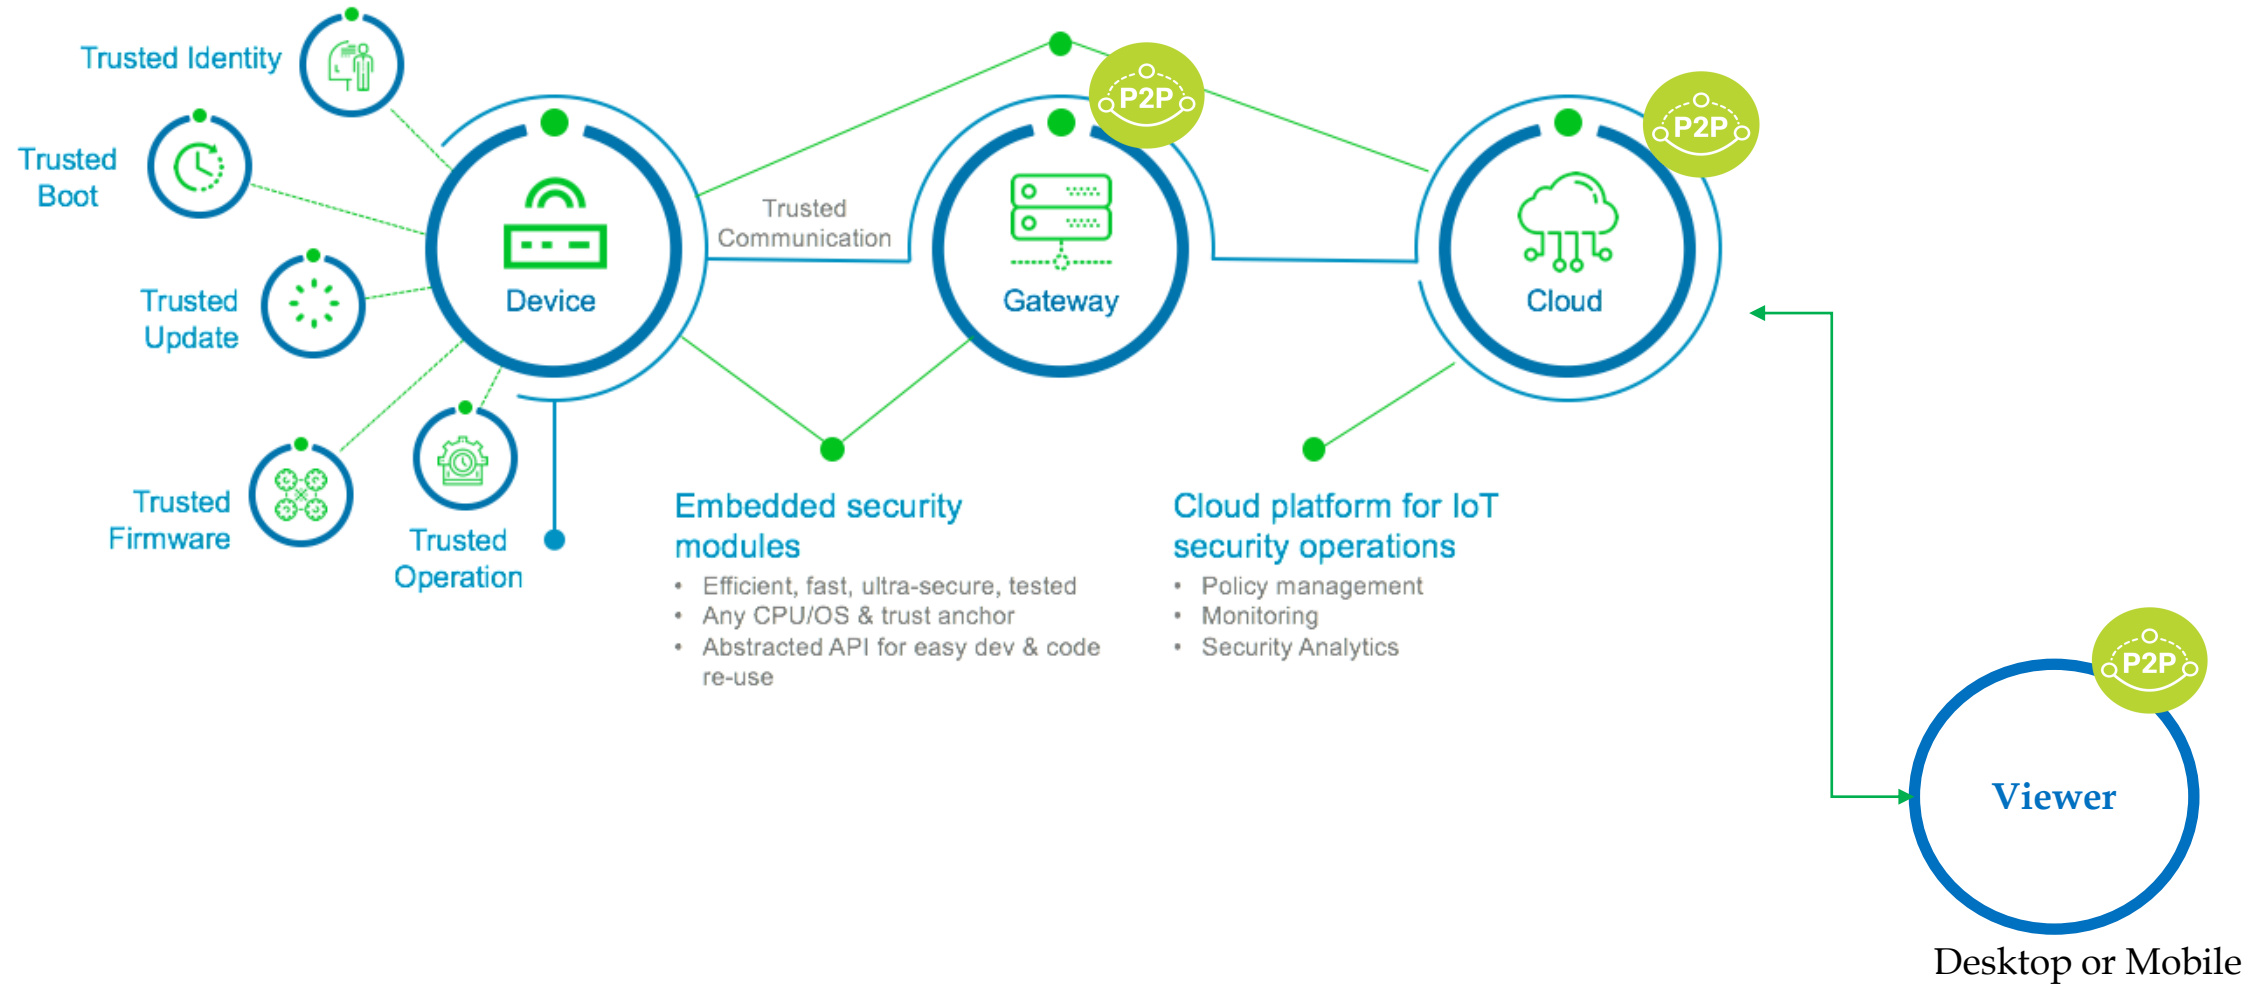 Trusted Identity
Trusted
Boot
Trusted
Update
Trusted
Firmware
Trusted
Operation
Device
Trusted
Communication
P2P
Gateway
P2P
Cloud
Embedded security
modules
• Efficient, fast, ultra-secure, tested
• Any CPU/OS & trust anchor
• Abstracted API for easy dev & code
re-use
Cloud platform for IoT
security operations
• Policy management
• Monitoring
• Security Analytics
P2P
Viewer
Desktop or Mobile